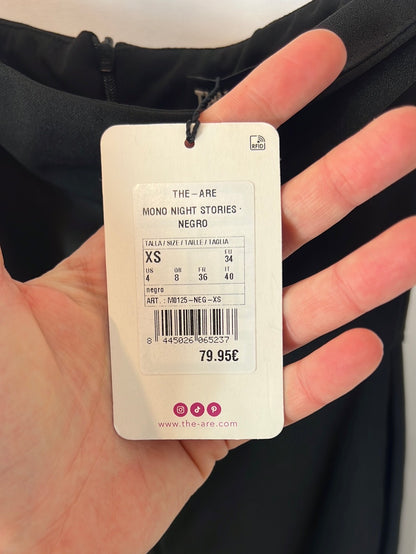 RFID
THE-ARE
MONO NIGHT STORIES ·
NEGRO
TALLA / SIZE / TAILLE / TAGLIA
XS EU 34
US GB FR IT
4 8 36 40
negro
ART. : M0125-NEG-XS
8 445026 065237
79.95€
www.the-are.com